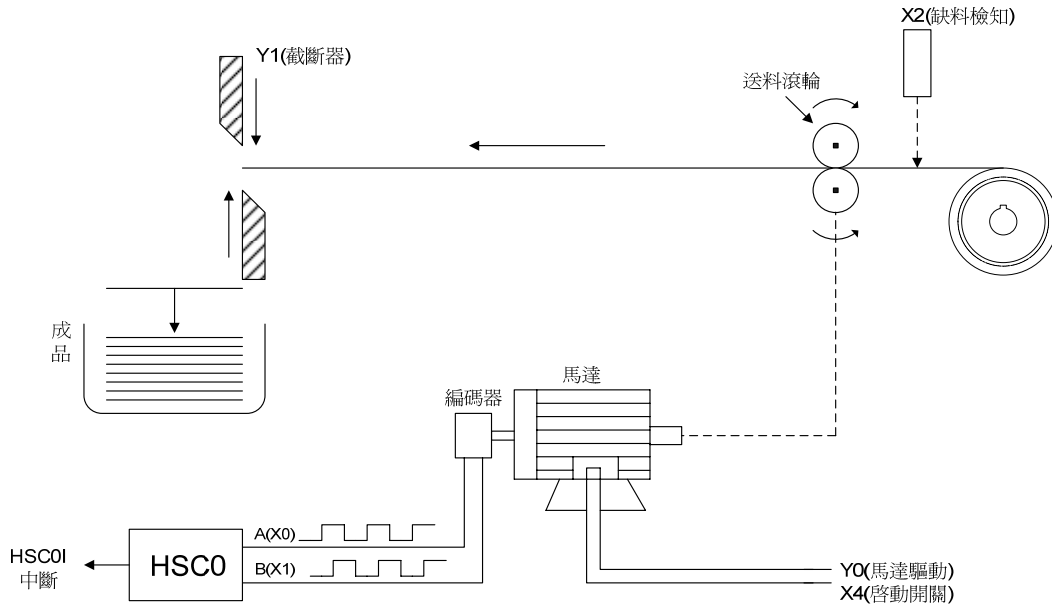 X2(缺料檢知)
Y1(截斷器)
送料滾輪
成
品
馬達
編碼器
A(X0)
B(X1)
HSC0
HSC0I
中斷
Y0(馬達驅動)
X4(啓動開關)